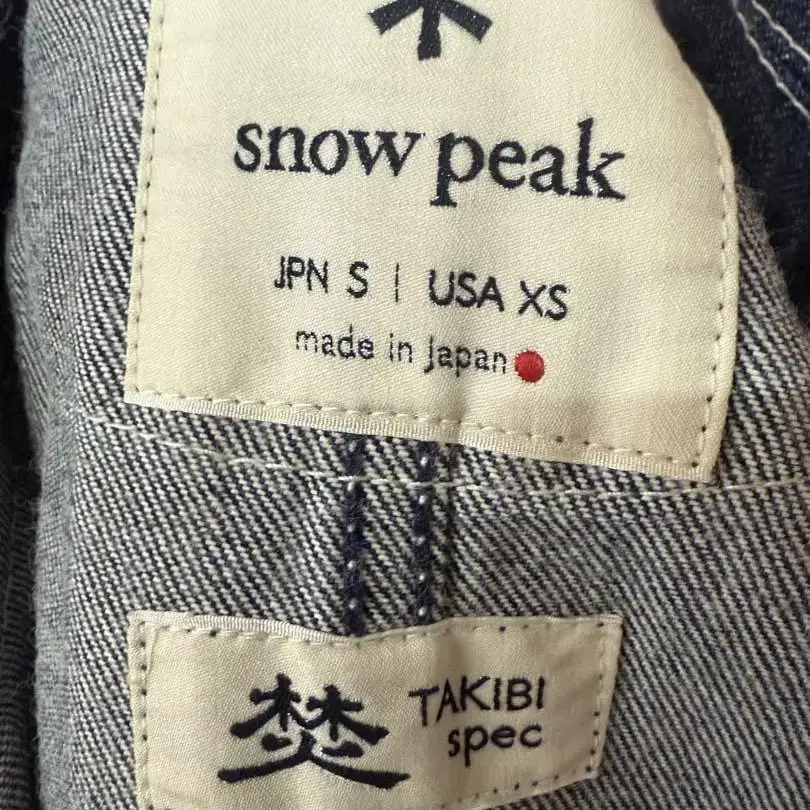 snow peak
JPN S | USA XS
made in Japan
焚 TAKIBI
spec